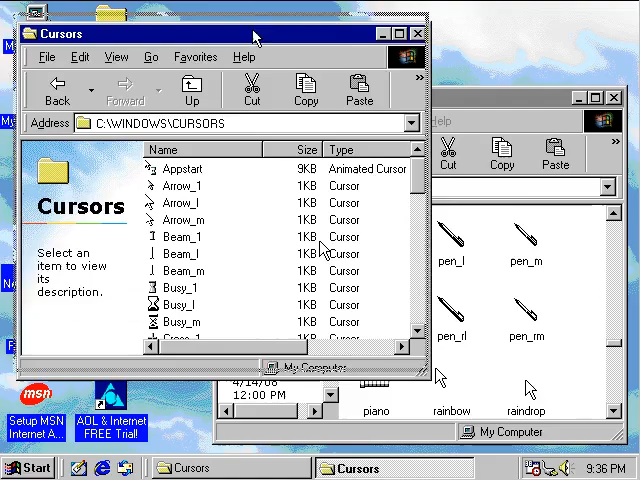 Cursors
File Edit View Go Favorites Help
Back Forward Up Cut Copy Paste »
Address C:\WINDOWS\CURSORS
Name Size Type
Appstart 9KB Animated Cursor
Arrow_1 1KB Cursor
Arrow_l 1KB Cursor
Arrow_m 1KB Cursor
Beam_1 1KB Cursor
Beam_l 1KB Cursor
Beam_m 1KB Cursor
Busy_1 1KB Cursor
Busy_l 1KB Cursor
Busy_m 1KB Cursor
Cross_1 1KB Cursor
Cursors
Select an
item to view
its
description.
My Computer
Help
Cut Copy Paste »
pen_l pen_m
pen_rl pen_rm
piano rainbow raindrop
4/14/08
12:00 PM
My Computer
msn
Setup MSN
Internet A...
AOL & Internet
FREE Trial!
Start Cursors Cursors 9:36 PM